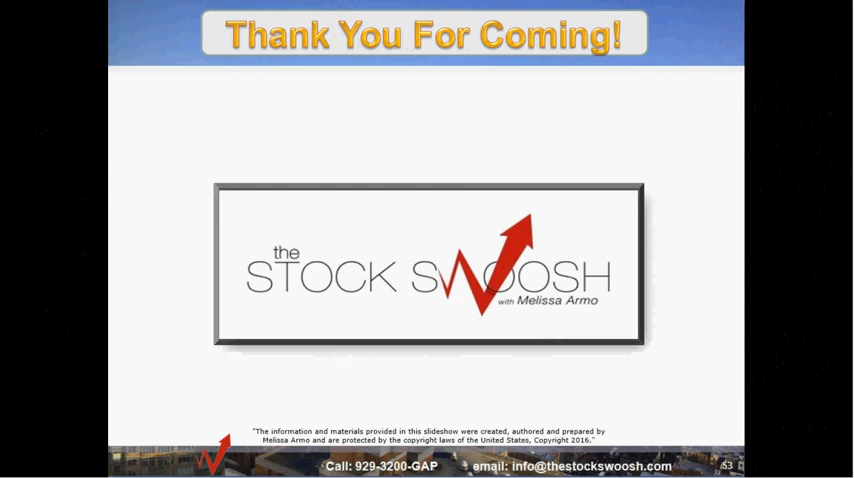 Thank You For Coming!
the
STOCK SWOOSH
with Melissa Armo
"The information and materials provided in this slideshow were created, authored and prepared by
Melissa Armo and are protected by the copyright laws of the United States, Copyright 2016."
Call: 929-3200-GAP email: info@thestockswoosh.com 53